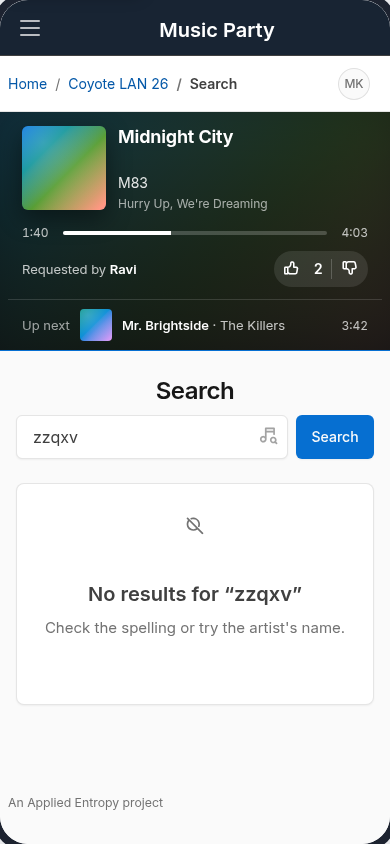 Music Party
Home / Coyote LAN 26 / Search
MK
Midnight City
M83
Hurry Up, We're Dreaming
1:40
4:03
Requested by Ravi
2
Up next
Mr. Brightside · The Killers
3:42
Search
zzqxv
Search
No results for “zzqxv”
Check the spelling or try the artist's name.
An Applied Entropy project